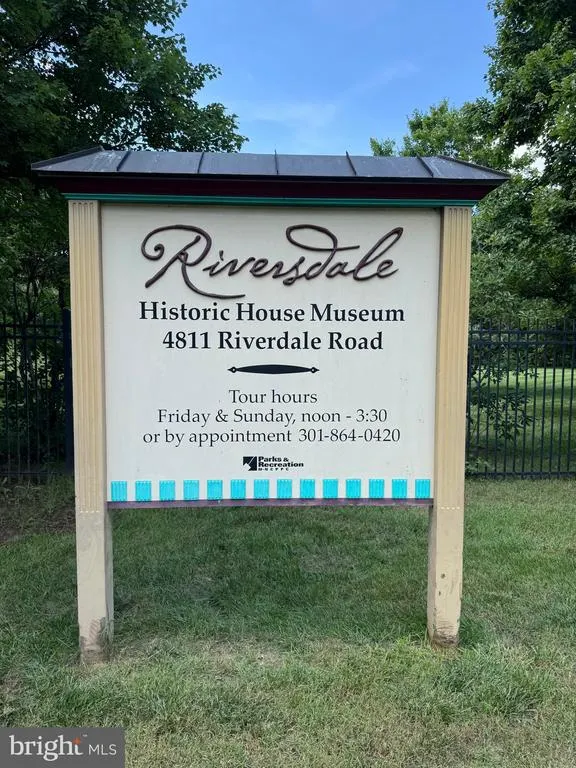 Riversdale
Historic House Museum
4811 Riverdale Road
Tour hours
Friday & Sunday, noon - 3:30
or by appointment 301-864-0420
Parks &
Recreation
M-NCPPC
bright MLS